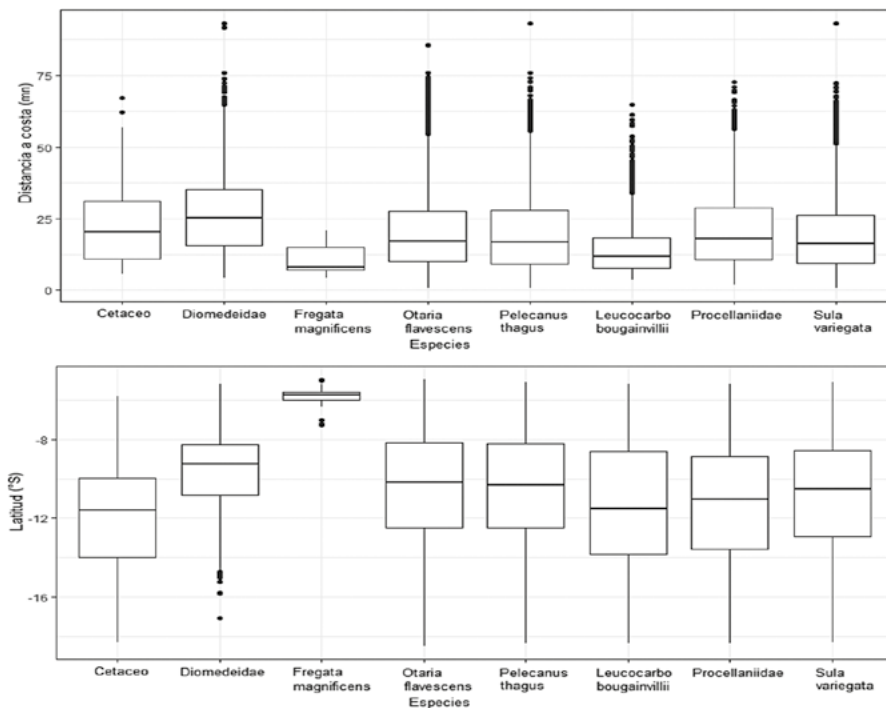 Distancia a costa (mn)
75
50
25
0
Cetaceo Diomedeidae Fregata magnificens Otaria flavescens Pelecanus thagus Leucocarbo bougainvillii Procellaniidae Sula variegata
Especies
Latitud (°S)
-8
-12
-16
Cetaceo Diomedeidae Fregata magnificens Otaria flavescens Pelecanus thagus Leucocarbo bougainvillii Procellaniidae Sula variegata
Especies